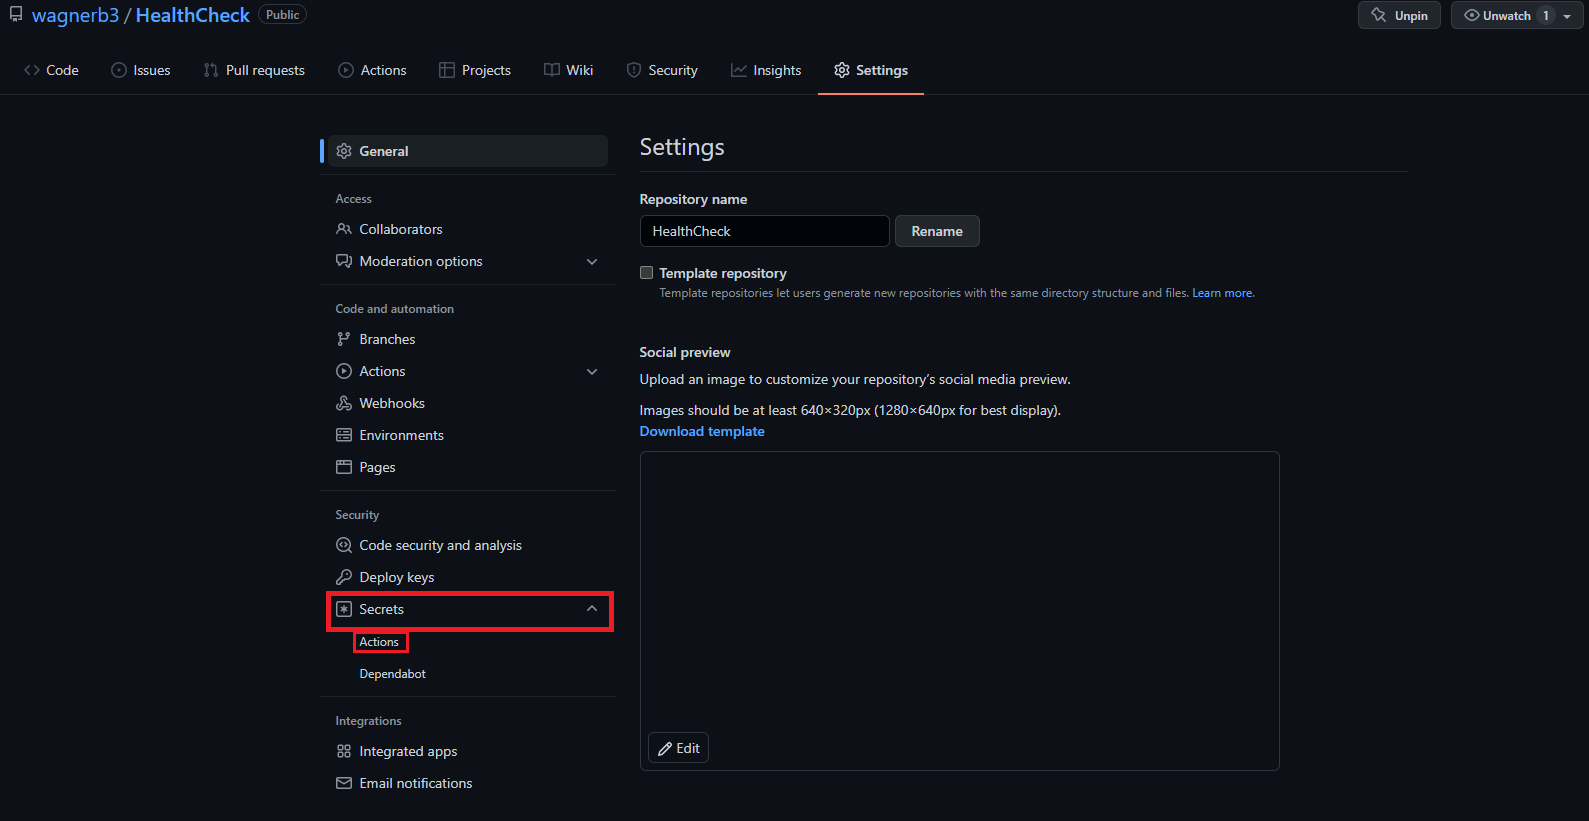 wagnerb3 / HealthCheck Public
Unpin
Unwatch 1
Code Issues Pull requests Actions Projects Wiki Security Insights Settings
General
Access
Collaborators
Moderation options
Code and automation
Branches
Actions
Webhooks
Environments
Pages
Security
Code security and analysis
Deploy keys
Secrets
Actions
Dependabot
Integrations
Integrated apps
Email notifications
Settings
Repository name
HealthCheck Rename
Template repository
Template repositories let users generate new repositories with the same directory structure and files. Learn more.
Social preview
Upload an image to customize your repository’s social media preview.
Images should be at least 640×320px (1280×640px for best display).
Download template
Edit